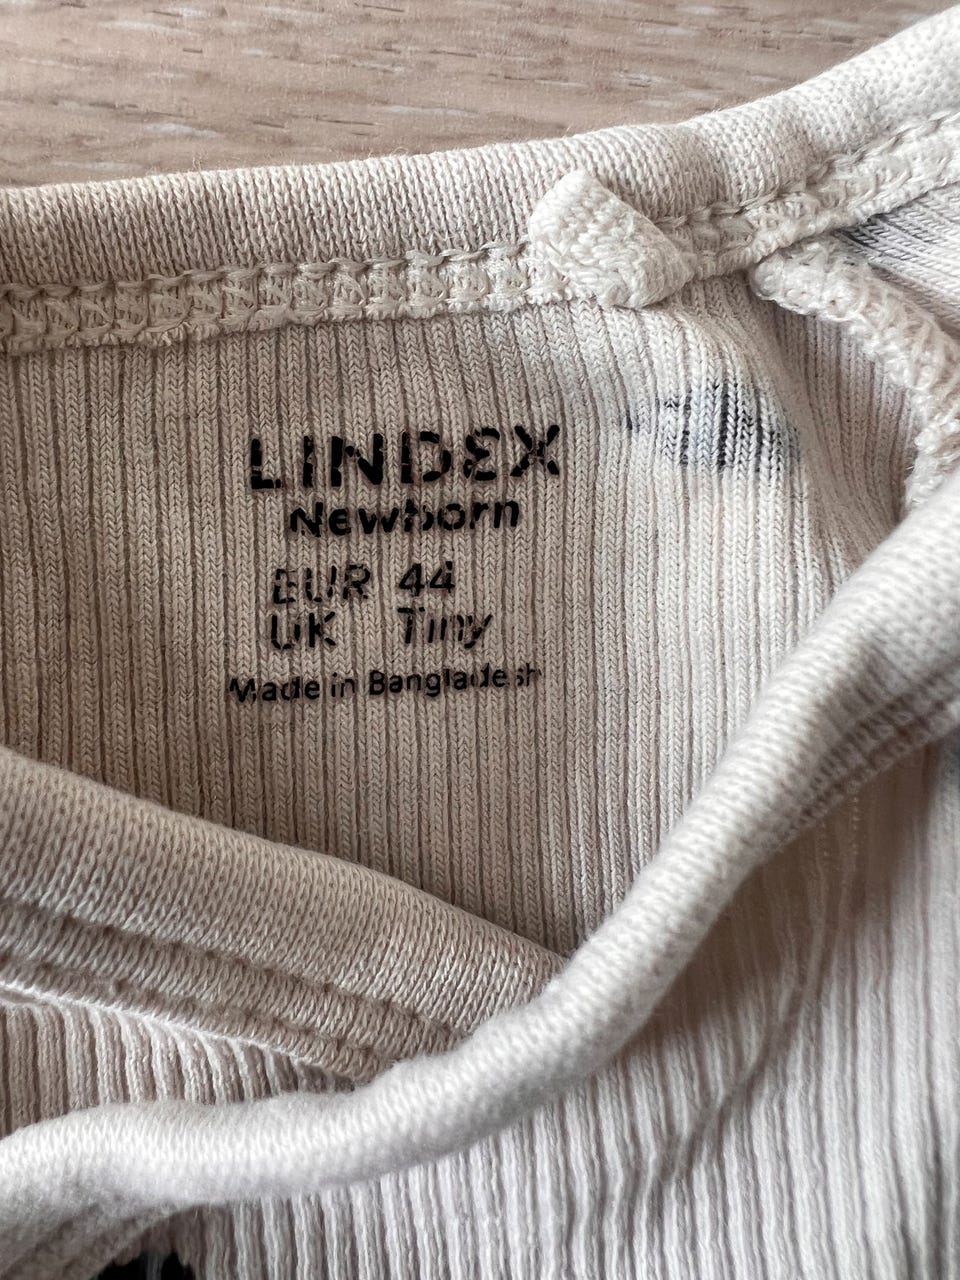 LINDEX
Newborn
EUR 44
UK Tiny
Made in Bangladesh